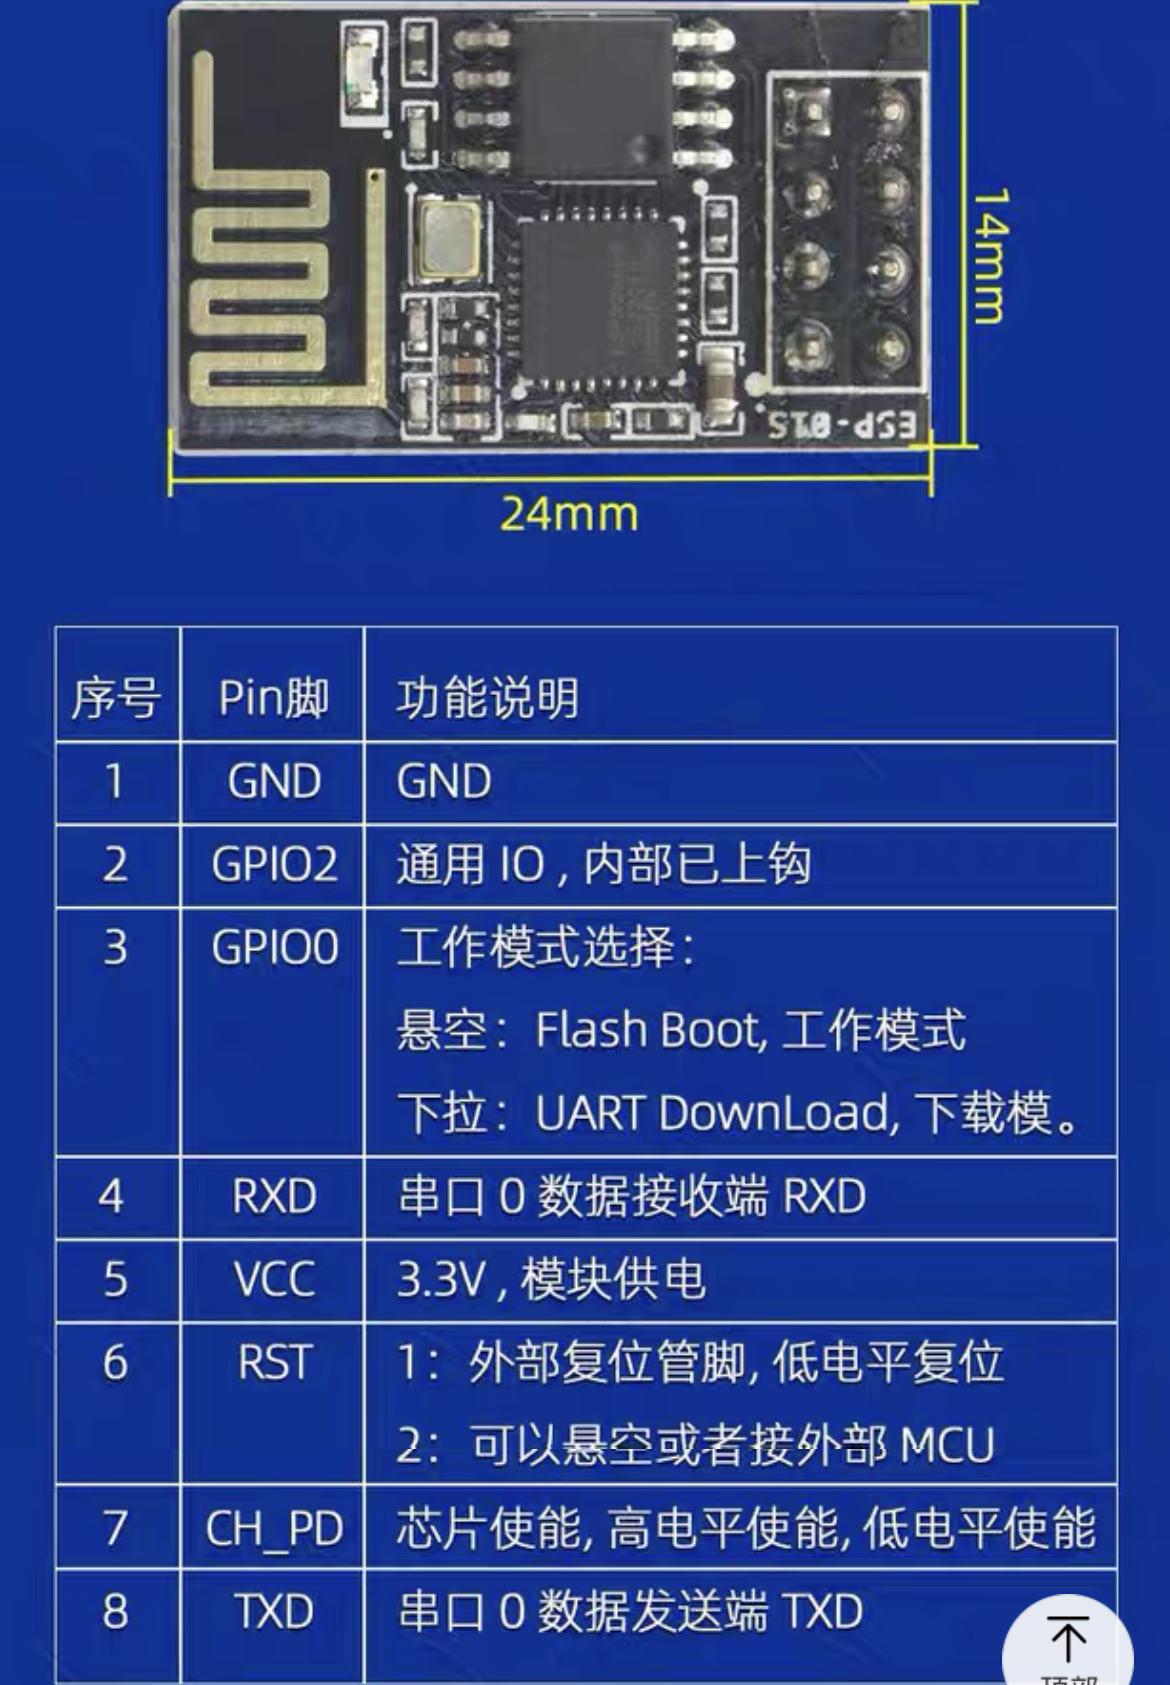 14mm
ESP-01S
24mm
序号 Pin脚 功能说明
1 GND GND
2 GPIO2 通用 IO , 内部已上钩
3 GPIO0 工作模式选择：
悬空：Flash Boot, 工作模式
下拉：UART DownLoad, 下载模。
4 RXD 串口 0 数据接收端 RXD
5 VCC 3.3V , 模块供电
6 RST 1：外部复位管脚, 低电平复位
2：可以悬空或者接外部 MCU
7 CH_PD 芯片使能, 高电平使能, 低电平使能
8 TXD 串口 0 数据发送端 TXD
顶部